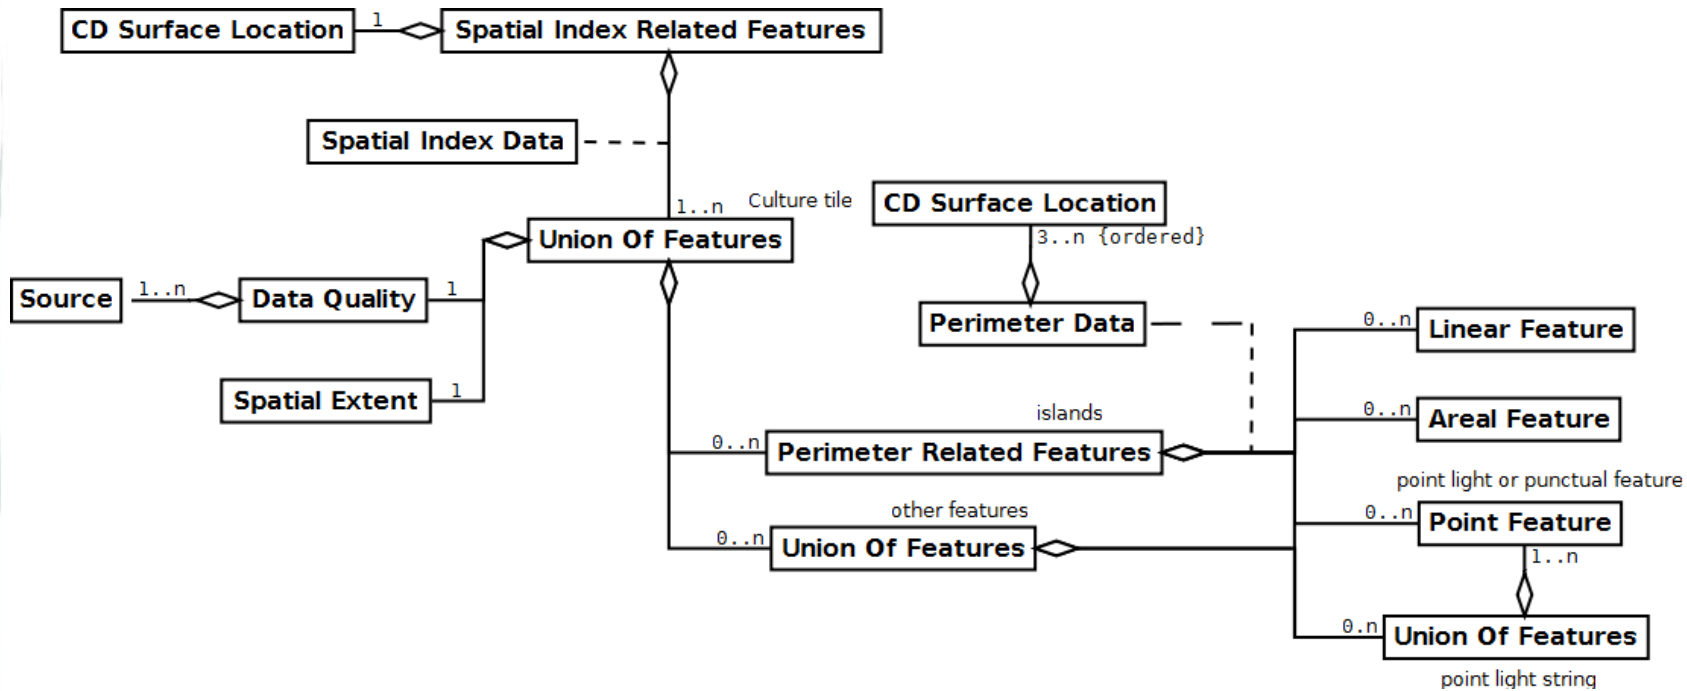 CD Surface Location
1
Spatial Index Related Features
Spatial Index Data
1..n
Culture tile
CD Surface Location
3..n {ordered}
Union Of Features
Source
1..n
Data Quality
1
Perimeter Data
0..n
Linear Feature
Spatial Extent
1
islands
0..n
Areal Feature
0..n
Perimeter Related Features
point light or punctual feature
other features
0..n
Point Feature
0..n
Union Of Features
1..n
0.n
Union Of Features
point light string